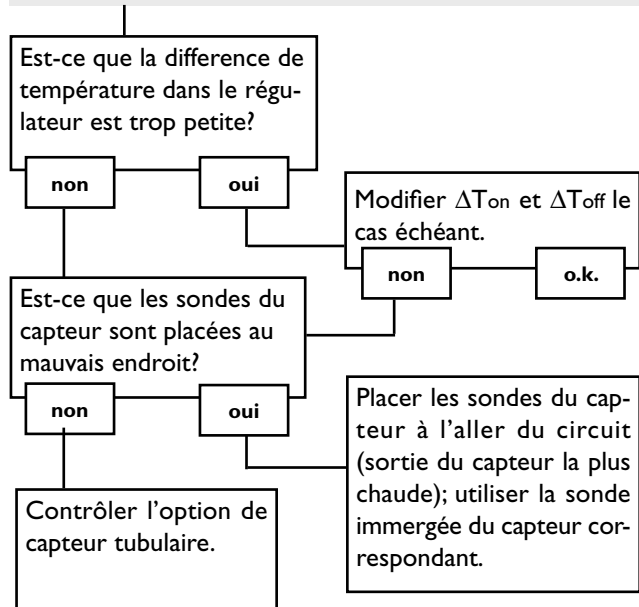 Est-ce que la difference de
température dans le régu-
lateur est trop petite?
non
oui
Modifier ΔTon et ΔToff le
cas échéant.
non
o.k.
Est-ce que les sondes du
capteur sont placées au
mauvais endroit?
non
oui
Placer les sondes du cap-
teur à l’aller du circuit
(sortie du capteur la plus
chaude); utiliser la sonde
immergée du capteur cor-
respondant.
Contrôler l’option de
capteur tubulaire.